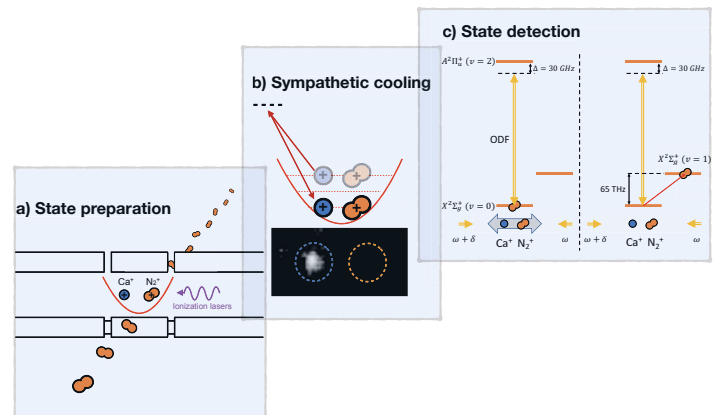 a) State preparation
Ca⁺ N₂⁺
Ionization lasers
b) Sympathetic cooling
c) State detection
A²Πᵤ⁺ (v = 2)
Δ = 30 GHz
Δ = 30 GHz
ODF
X²Σg⁺ (v = 1)
65 THz
X²Σg⁺ (v = 0)
ω + δ Ca⁺ N₂⁺ ω
ω + δ Ca⁺ N₂⁺ ω